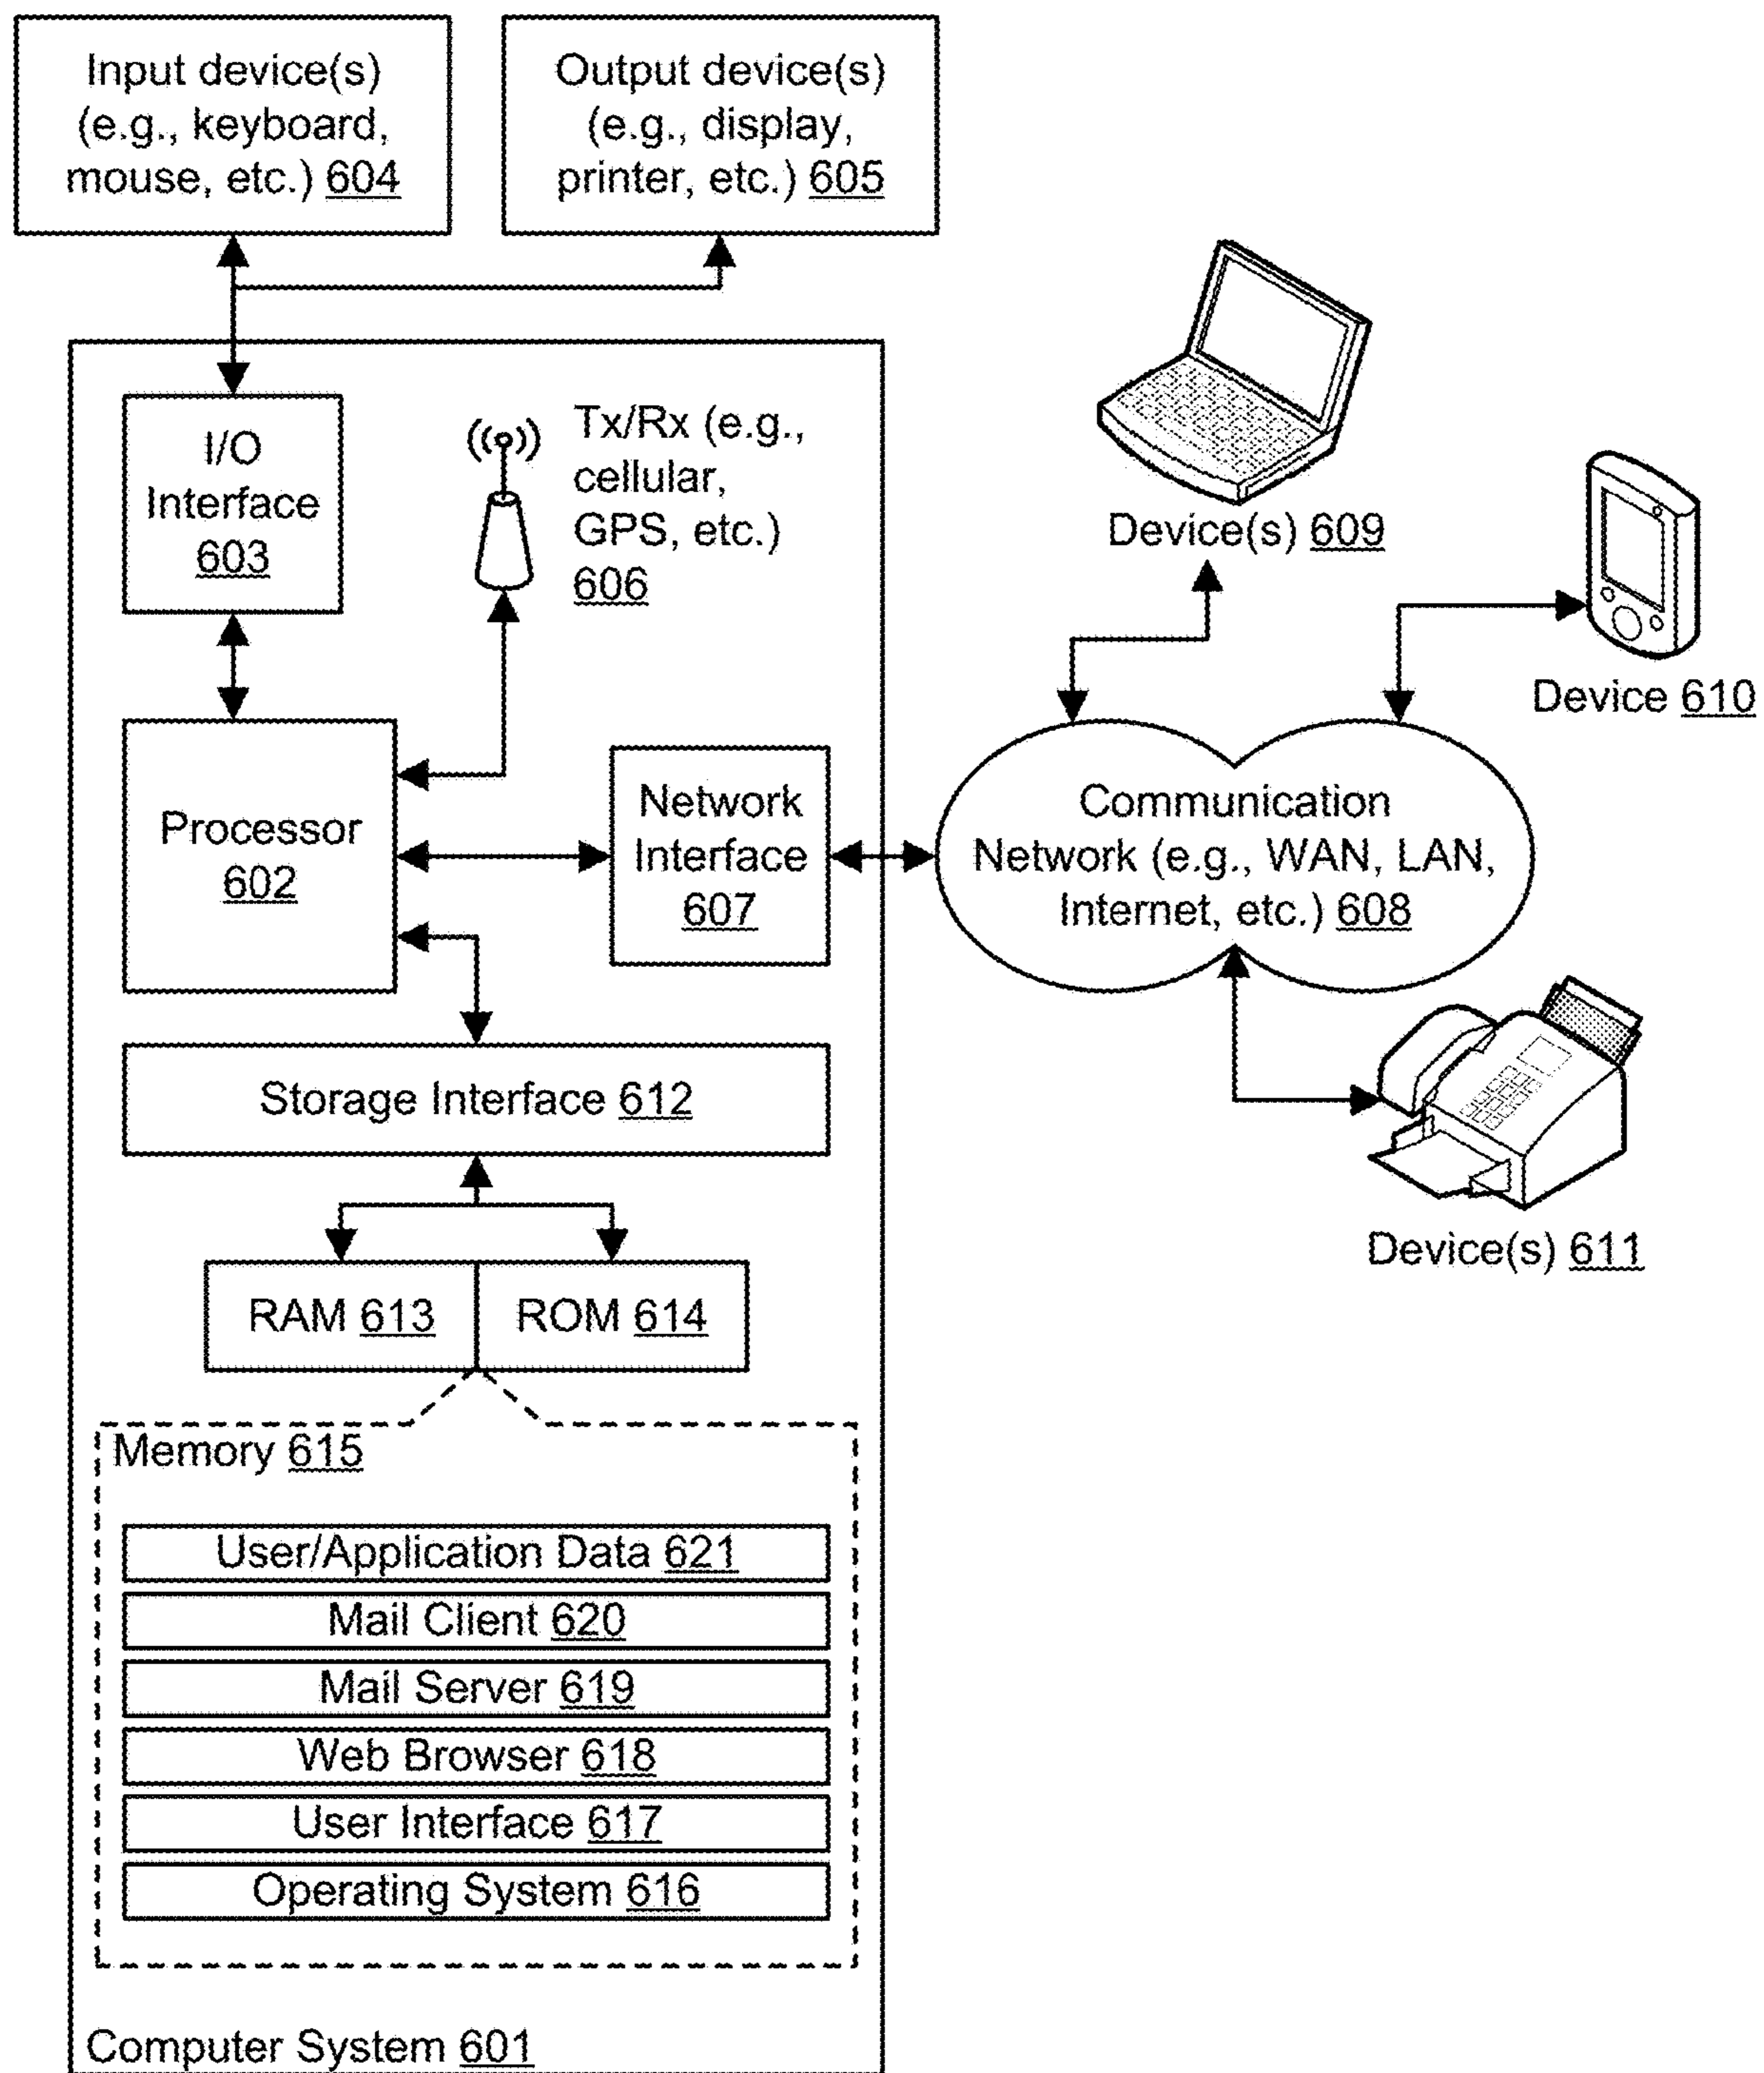 Input device(s)
(e.g., keyboard,
mouse, etc.) 604
Output device(s)
(e.g., display,
printer, etc.) 605
I/O
Interface
603
Tx/Rx (e.g.,
cellular,
GPS, etc.)
606
Device(s) 609
Device 610
Processor
602
Network
Interface
607
Communication
Network (e.g., WAN, LAN,
Internet, etc.) 608
Storage Interface 612
Device(s) 611
RAM 613
ROM 614
Memory 615
User/Application Data 621
Mail Client 620
Mail Server 619
Web Browser 618
User Interface 617
Operating System 616
Computer System 601